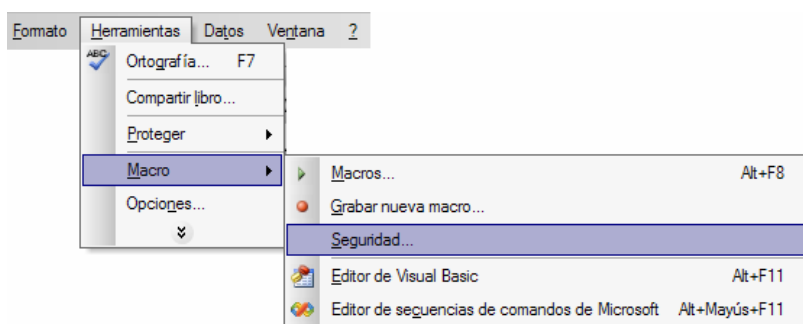 Formato Herramientas Datos Ventana ?
ABC Ortografía... F7
Compartir libro...
Proteger
Macro
Opciones...
Macros... Alt+F8
Grabar nueva macro...
Seguridad...
Editor de Visual Basic Alt+F11
Editor de secuencias de comandos de Microsoft Alt+Mayús+F11